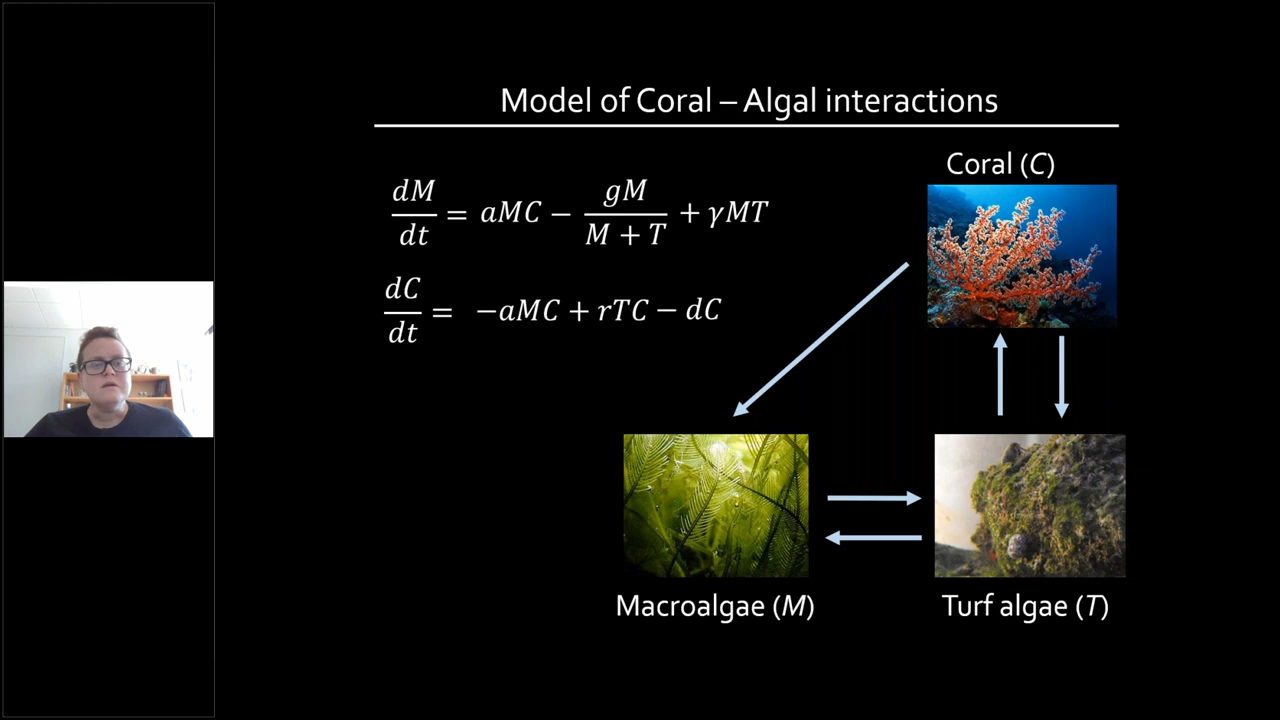 Model of Coral – Algal interactions
dM/dt = aMC − gM/(M + T) + γMT
dC/dt = −aMC + rTC − dC
Coral (C)
Macroalgae (M)
Turf algae (T)